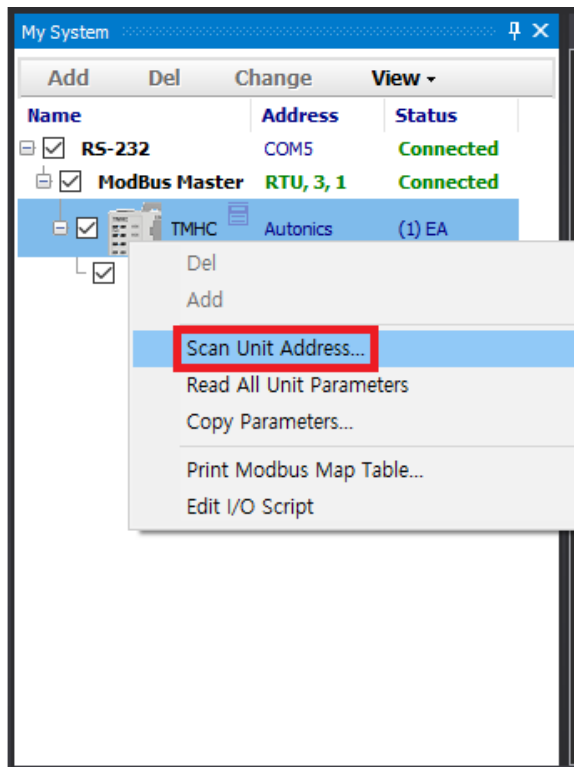 My System
Add Del Change View
Name Address Status
RS-232 COM5 Connected
ModBus Master RTU, 3, 1 Connected
TMHC Autonics (1) EA
Del
Add
Scan Unit Address...
Read All Unit Parameters
Copy Parameters...
Print Modbus Map Table...
Edit I/O Script